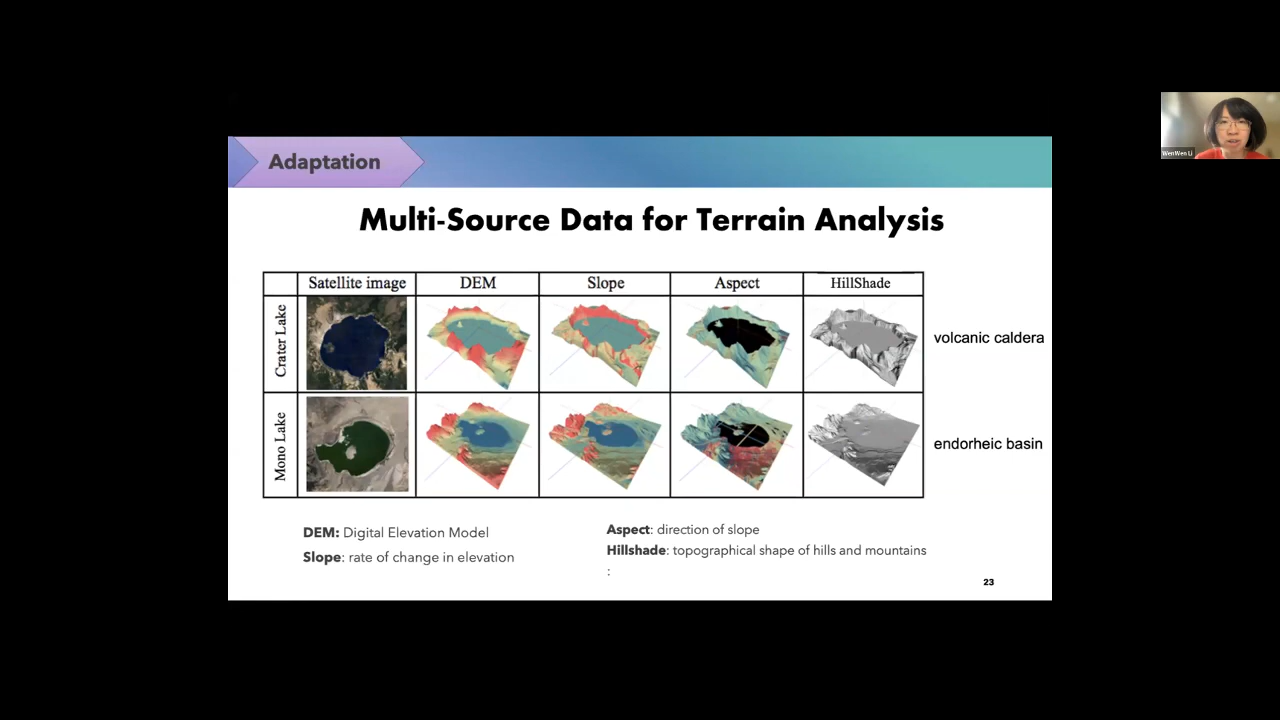 Adaptation
Multi-Source Data for Terrain Analysis
Satellite image DEM Slope Aspect HillShade
Crater Lake
volcanic caldera
Mono Lake
endorheic basin
DEM: Digital Elevation Model
Slope: rate of change in elevation
Aspect: direction of slope
Hillshade: topographical shape of hills and mountains
:
23
WenWen Li